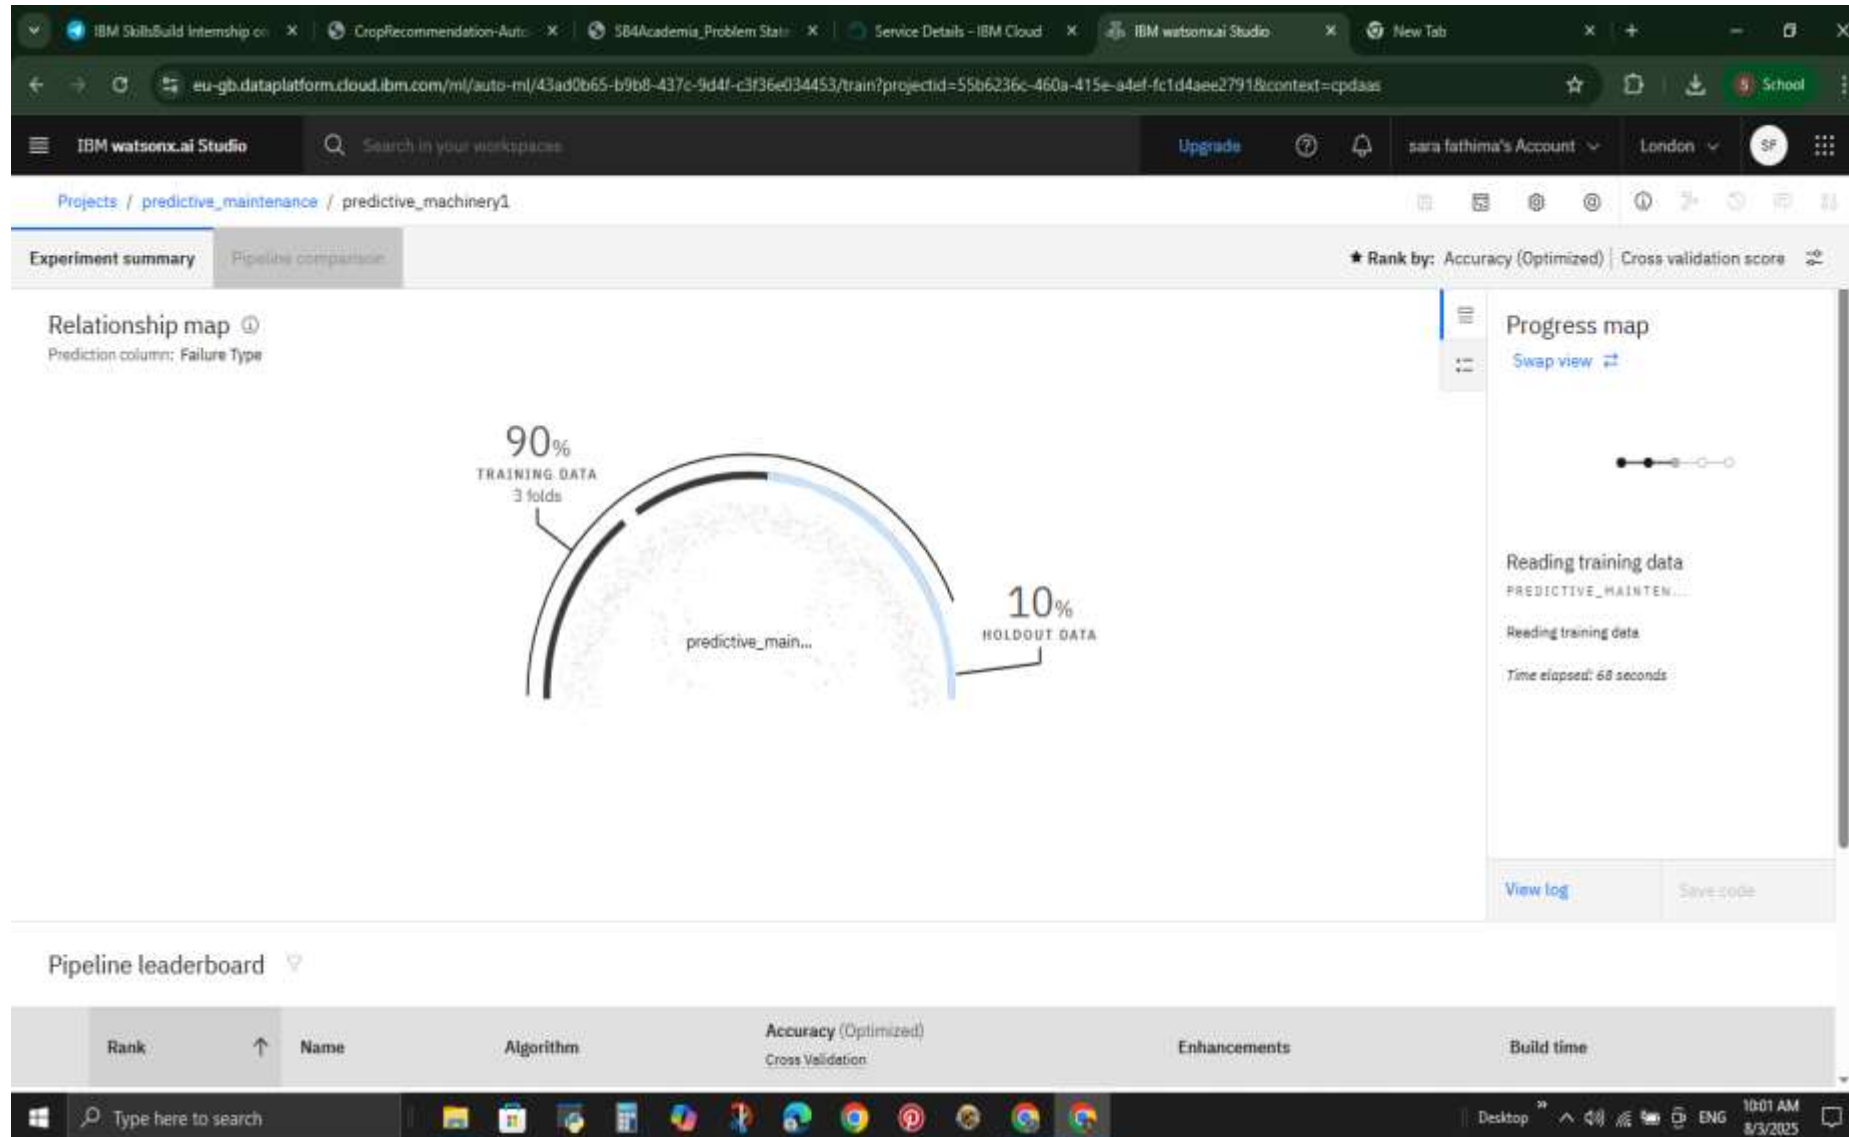 IBM SkillsBuild Internship on
CropRecommendation-Auto
SB4Academia_Problem State
Service Details - IBM Cloud
IBM watsonx.ai Studio
New Tab
eu-gb.dataplatform.cloud.ibm.com/ml/auto-ml/43ad0b65-b9b8-437c-9d4f-c3f36e034453/train?projectid=55b6236c-460a-415e-a4ef-fc1d4aee2791&context=cpdaas
S School
IBM watsonx.ai Studio
Search in your workspaces
Upgrade
sara fathima's Account
London
SF
Projects / predictive_maintenance / predictive_machinery1
Experiment summary
Pipeline comparison
Rank by: Accuracy (Optimized) | Cross validation score
Relationship map
Prediction column: Failure Type
90%
TRAINING DATA
3 folds
10%
HOLDOUT DATA
predictive_main...
Progress map
Swap view
Reading training data
PREDICTIVE_MAINTEN...
Reading training data
Time elapsed: 68 seconds
View log
Save code
Pipeline leaderboard
Rank
Name
Algorithm
Accuracy (Optimized)
Cross Validation
Enhancements
Build time
Type here to search
Desktop
ENG
10:01 AM
8/3/2025